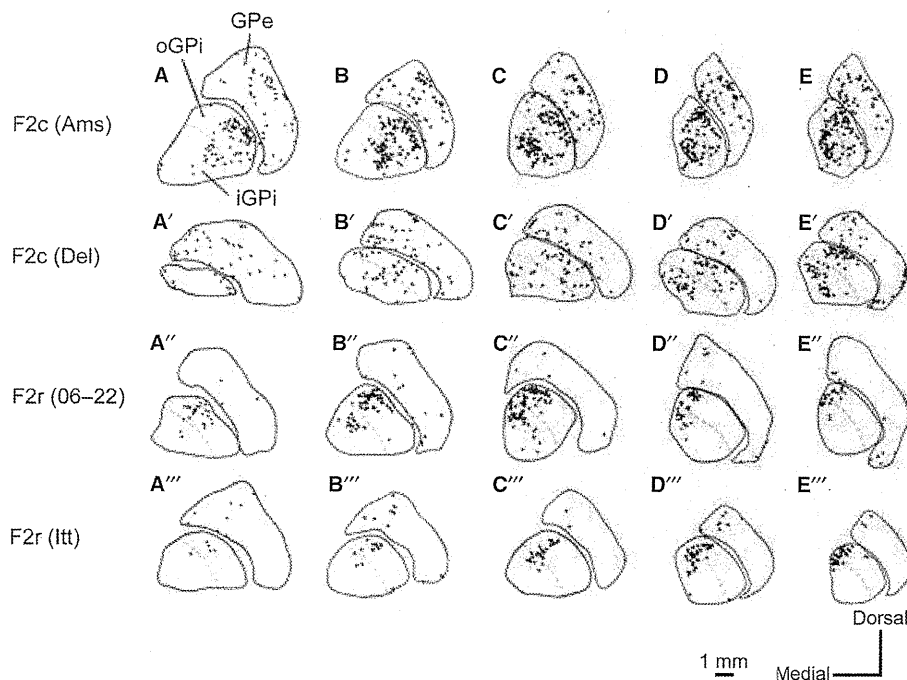 GPe
oGPi
A B C D E
F2c (Ams)
iGPi
A′ B′ C′ D′ E′
F2c (Del)
A″ B″ C″ D″ E″
F2r (06–22)
A‴ B‴ C‴ D‴ E‴
F2r (Itt)
Dorsal
1 mm
Medial